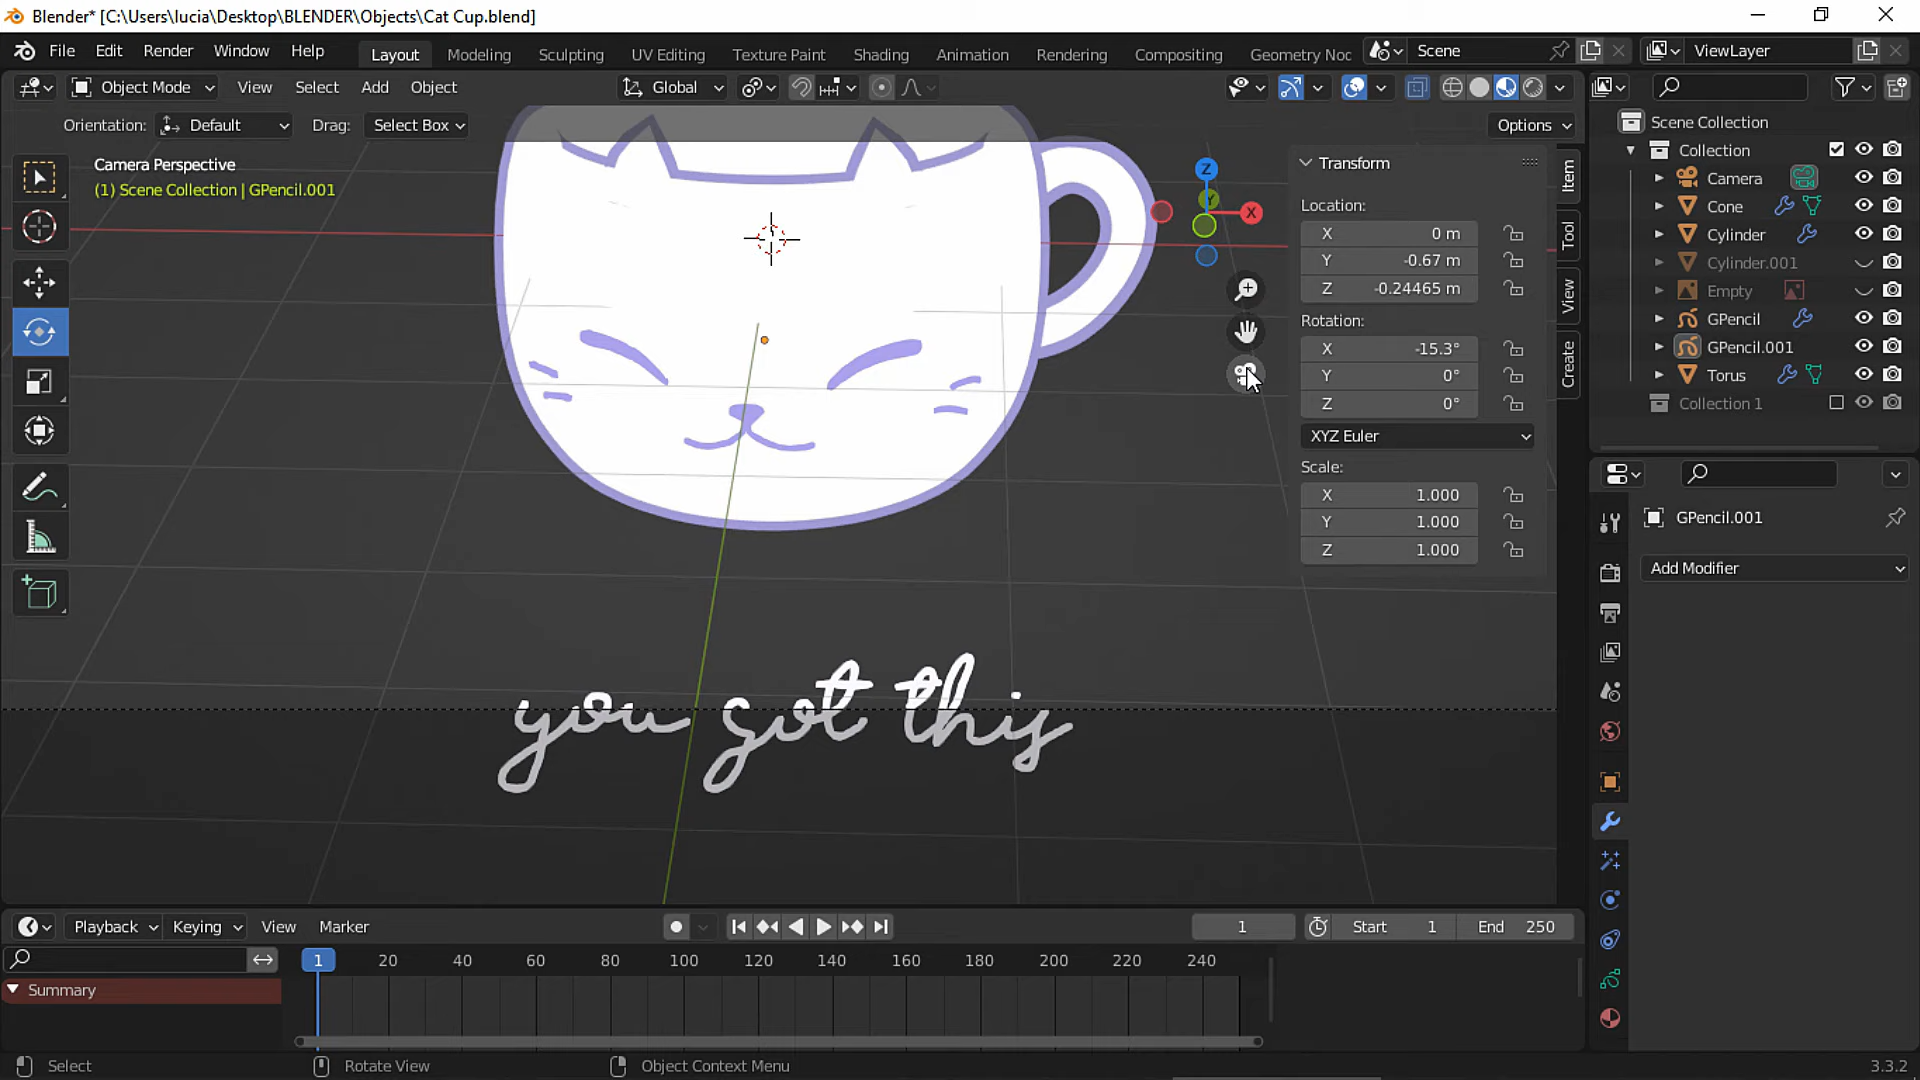 Blender* [C:\Users\lucia\Desktop\BLENDER\Objects\Cat Cup.blend]
File Edit Render Window Help Layout Modeling Sculpting UV Editing Texture Paint Shading Animation Rendering Compositing Geometry Noc Scene ViewLayer
Object Mode View Select Add Object Global
Orientation: Default Drag: Select Box Options
Camera Perspective
(1) Scene Collection | GPencil.001
Z
Y
X
Transform
Location:
X 0 m
Y -0.67 m
Z -0.24465 m
Rotation:
X -15.3°
Y 0°
Z 0°
XYZ Euler
Scale:
X 1.000
Y 1.000
Z 1.000
Item
Tool
View
Create
Scene Collection
Collection
Camera
Cone
Cylinder
Cylinder.001
Empty
GPencil
GPencil.001
Torus
Collection 1
GPencil.001
Add Modifier
you got this
Playback Keying View Marker 1 Start 1 End 250
1 20 40 60 80 100 120 140 160 180 200 220 240
Summary
Select Rotate View Object Context Menu 3.3.2